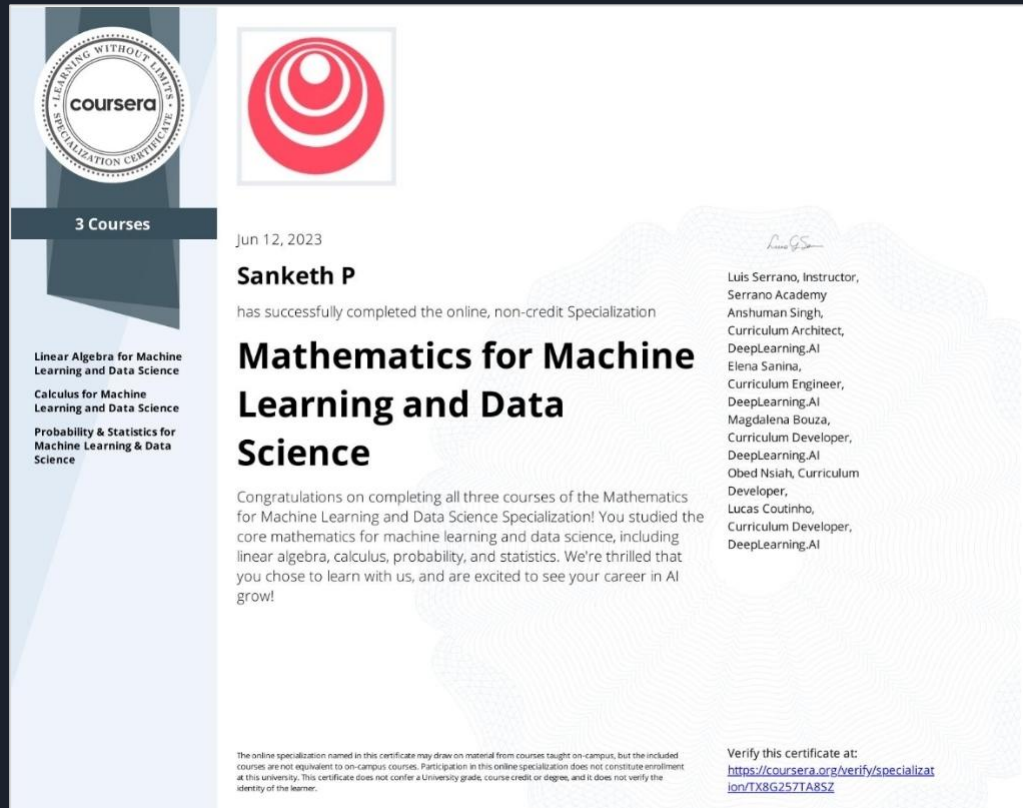 LEARNING WITHOUT LIMITS
coursera
SPECIALIZATION CERTIFICATE
3 Courses
Linear Algebra for Machine
Learning and Data Science
Calculus for Machine
Learning and Data Science
Probability & Statistics for
Machine Learning & Data
Science
Jun 12, 2023
Sanketh P
has successfully completed the online, non-credit Specialization
Mathematics for Machine
Learning and Data
Science
Congratulations on completing all three courses of the Mathematics
for Machine Learning and Data Science Specialization! You studied the
core mathematics for machine learning and data science, including
linear algebra, calculus, probability, and statistics. We're thrilled that
you chose to learn with us, and are excited to see your career in AI
grow!
Luis Serrano, Instructor,
Serrano Academy
Anshuman Singh,
Curriculum Architect,
DeepLearning.AI
Elena Sanina,
Curriculum Engineer,
DeepLearning.AI
Magdalena Bouza,
Curriculum Developer,
DeepLearning.AI
Obed Nsiah, Curriculum
Developer,
Lucas Coutinho,
Curriculum Developer,
DeepLearning.AI
The online specialization named in this certificate may draw on material from courses taught on-campus, but the included
courses are not equivalent to on-campus courses. Participation in this online specialization does not constitute enrollment
at this university. This certificate does not confer a University grade, course credit or degree, and it does not verify the
identity of the learner.
Verify this certificate at:
https://coursera.org/verify/specializat
ion/TX8G257TA8SZ